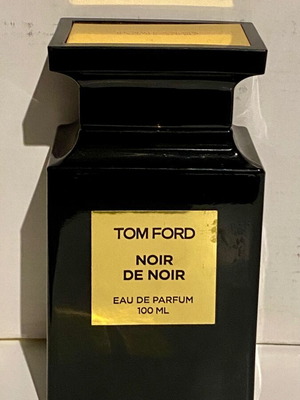 TOM FORD
NOIR
DE NOIR
EAU DE PARFUM
100 ML